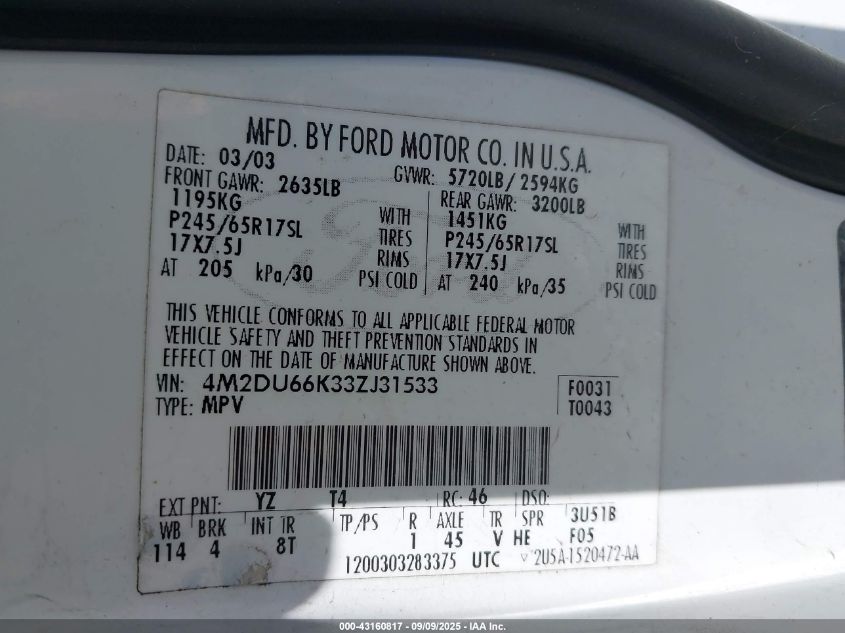 MFD. BY FORD MOTOR CO. IN U.S.A.
DATE: 03/03 GVWR: 5720LB/ 2594KG
FRONT GAWR: 2635LB REAR GAWR: 3200LB
1195KG WITH 1451KG WITH
P245/65R17SL TIRES P245/65R17SL TIRES
17X7.5J RIMS 17X7.5J RIMS
AT 205 kPa/30 PSI COLD AT 240 kPa/35 PSI COLD
THIS VEHICLE CONFORMS TO ALL APPLICABLE FEDERAL MOTOR
VEHICLE SAFETY AND THEFT PREVENTION STANDARDS IN
EFFECT ON THE DATE OF MANUFACTURE SHOWN ABOVE.
VIN: 4M2DU66K33ZJ31533 F0031
TYPE: MPV T0043
EXT PNT: YZ T4 RC: 46 DSO:
WB BRK INT TR TP/PS R AXLE TR SPR 3U51B
114 4 8T 1 45 V HE F05
1200303283375 UTC 2U5A-1520472-AA
000-43160817 - 09/09/2025 - IAA Inc.